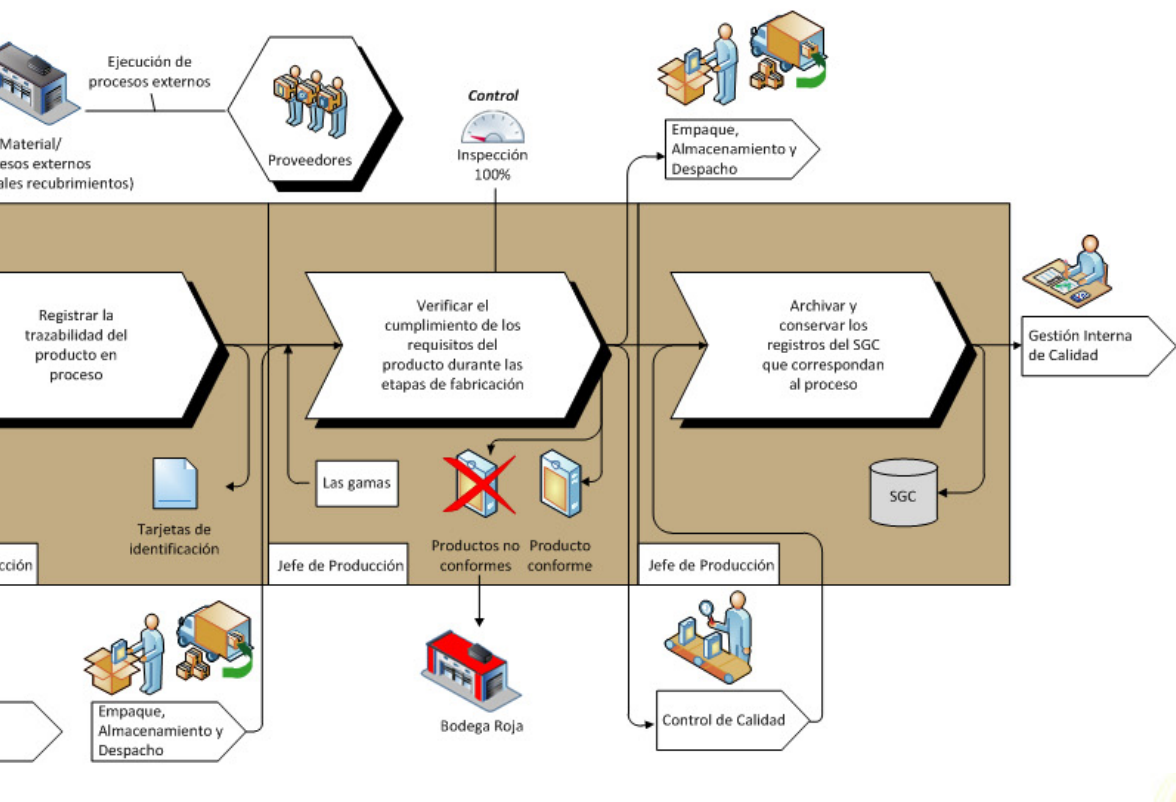 Ejecución de
procesos externos
Material/
esos externos
ales recubrimientos)
Proveedores
Control
Inspección
100%
Empaque,
Almacenamiento y
Despacho
Registrar la
trazabilidad del
producto en
proceso
Verificar el
cumplimiento de los
requisitos del
producto durante las
etapas de fabricación
Archivar y
conservar los
registros del SGC
que correspondan
al proceso
Gestión Interna
de Calidad
Tarjetas de
identificación
Las gamas
Productos no
conformes
Producto
conforme
SGC
cción
Jefe de Producción
Jefe de Producción
Empaque,
Almacenamiento y
Despacho
Bodega Roja
Control de Calidad